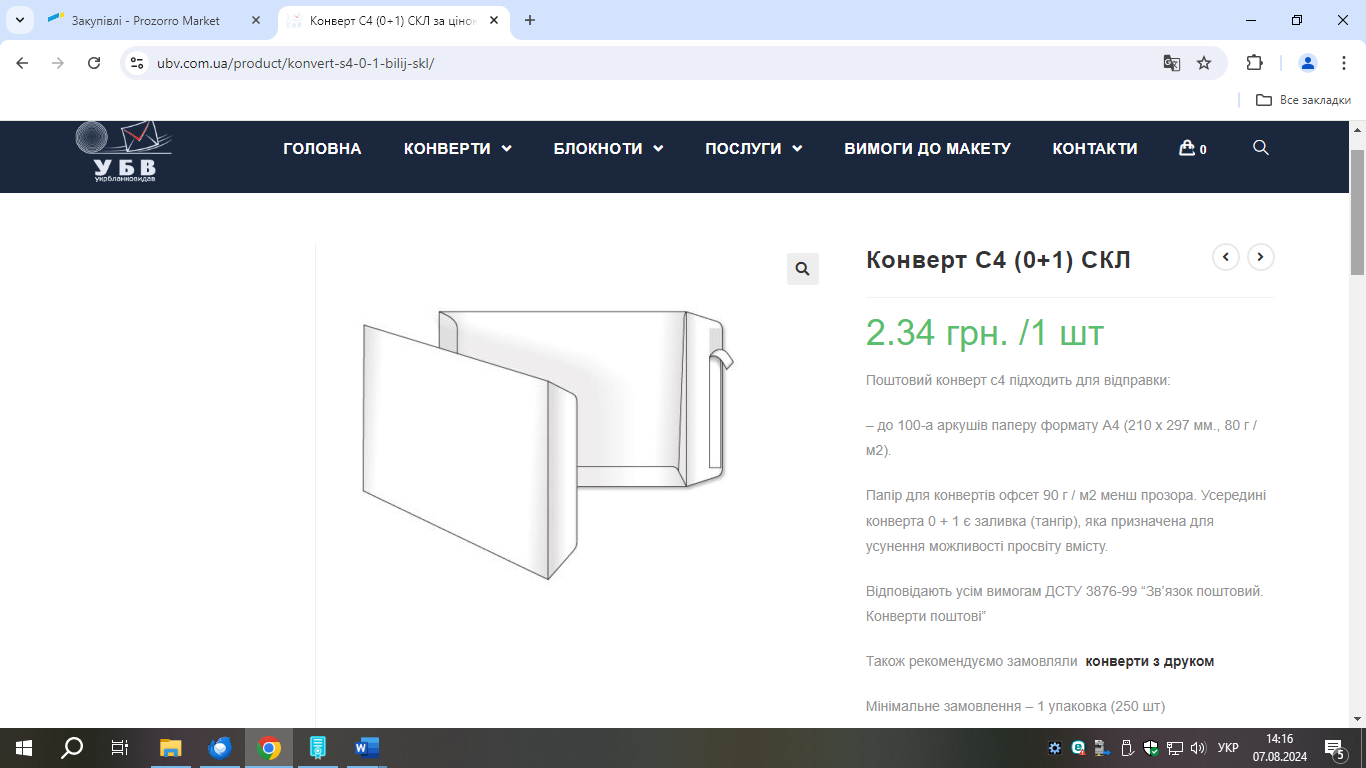 Закупівлі - Prozorro Market
Конверт С4 (0+1) СКЛ за ціною
ubv.com.ua/product/konvert-s4-0-1-bilij-skl/
Все закладки
УБВ
укрбланковидав
ГОЛОВНА КОНВЕРТИ БЛОКНОТИ ПОСЛУГИ ВИМОГИ ДО МАКЕТУ КОНТАКТИ 0
Конверт С4 (0+1) СКЛ
2.34 грн. /1 шт
Поштовий конверт с4 підходить для відправки:
– до 100-а аркушів паперу формату А4 (210 х 297 мм., 80 г /
м2).
Папір для конвертів офсет 90 г / м2 менш прозора. Усередині
конверта 0 + 1 є заливка (тангір), яка призначена для
усунення можливості просвіту вмісту.
Відповідають усім вимогам ДСТУ 3876-99 “Зв’язок поштовий.
Конверти поштові”
Також рекомендуємо замовляли конверти з друком
Мінімальне замовлення – 1 упаковка (250 шт)
УКР
14:16
07.08.2024
5